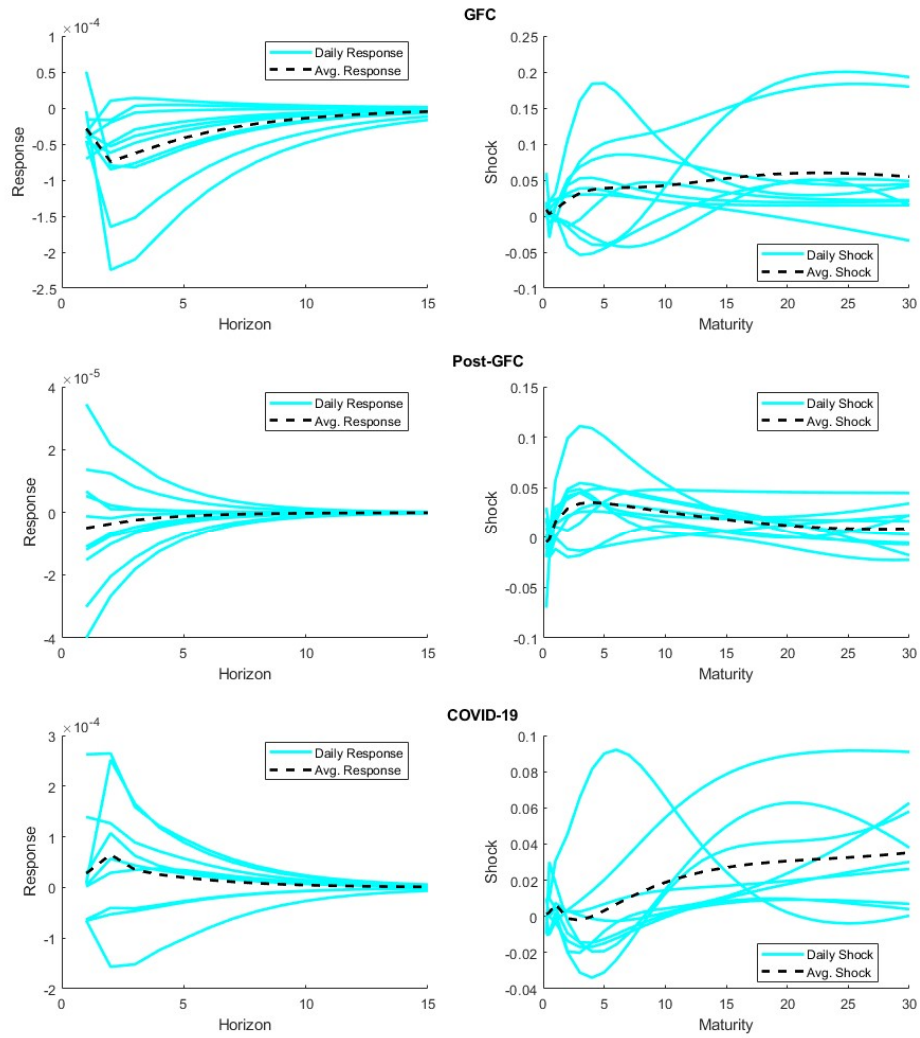 GFC
×10-4
1
0.5
0
-0.5
-1
-1.5
-2
-2.5
Response
0
5
10
15
Horizon
Daily Response
Avg. Response
0.25
0.2
0.15
0.1
0.05
0
-0.05
-0.1
Shock
0
5
10
15
20
25
30
Maturity
Daily Shock
Avg. Shock
Post-GFC
×10-5
4
2
0
-2
-4
Response
0
5
10
15
Horizon
Daily Response
Avg. Response
0.15
0.1
0.05
0
-0.05
-0.1
Shock
0
5
10
15
20
25
30
Maturity
Daily Shock
Avg. Shock
COVID-19
×10-4
3
2
1
0
-1
-2
Response
0
5
10
15
Horizon
Daily Response
Avg. Response
0.1
0.08
0.06
0.04
0.02
0
-0.02
-0.04
Shock
0
5
10
15
20
25
30
Maturity
Daily Shock
Avg. Shock